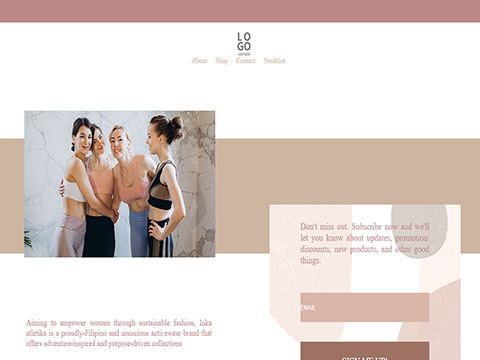 LO
GO
sample
About Shop Contact Stocklist
Don't miss out. Subscribe now and we'll
let you know about updates, promotion/
discounts, new products, and other good
things.
EMAIL
SIGN ME UP!
Aiming to empower women through sustainable fashion, Inka
atletika is a proudly-Filipino and conscious activewear brand that
offers adventure-inspired and purpose-driven collections